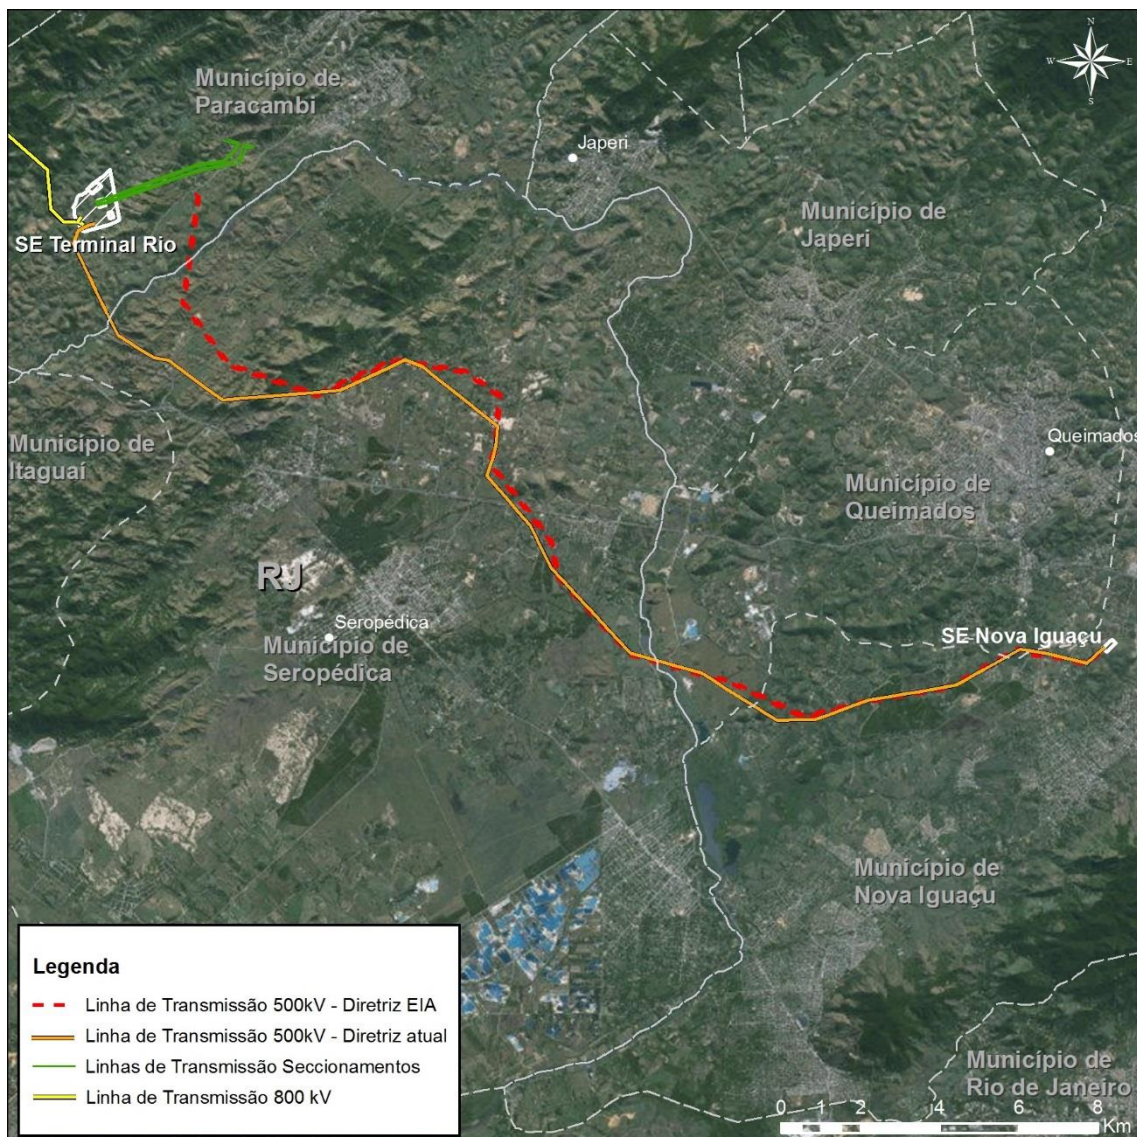 N
W
E
S
Município de
Paracambi
Japeri
Município de
Japeri
SE Terminal Rio
Município de
Itaguaí
Queimados
Município de
Queimados
RJ
Seropédica
Município de
Seropédica
SE Nova Iguaçu
Município de
Nova Iguaçu
Município de
Rio de Janeiro
Legenda
Linha de Transmissão 500kV - Diretriz EIA
Linha de Transmissão 500kV - Diretriz atual
Linhas de Transmissão Seccionamentos
Linha de Transmissão 800 kV
0 1 2 4 6 8
Km